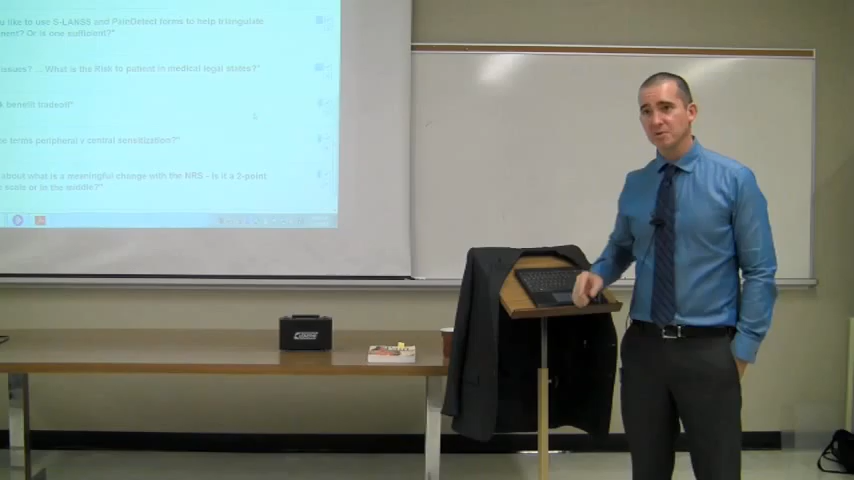 u like to use S-LANSS and PainDetect forms to help triangulate
nent? Or is one sufficient?"
issues? ... What is the Risk to patient in medical legal states?"
k benefit tradeoff"
e terms peripheral v central sensitization?"
about what is a meaningful change with the NRS - Is it a 2-point
e scale or in the middle?"